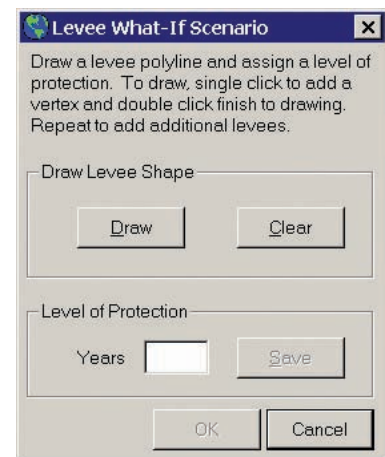 Levee What-If Scenario
Draw a levee polyline and assign a level of
protection. To draw, single click to add a
vertex and double click finish to drawing.
Repeat to add additional levees.
Draw Levee Shape
Draw Clear
Level of Protection
Years Save
OK Cancel